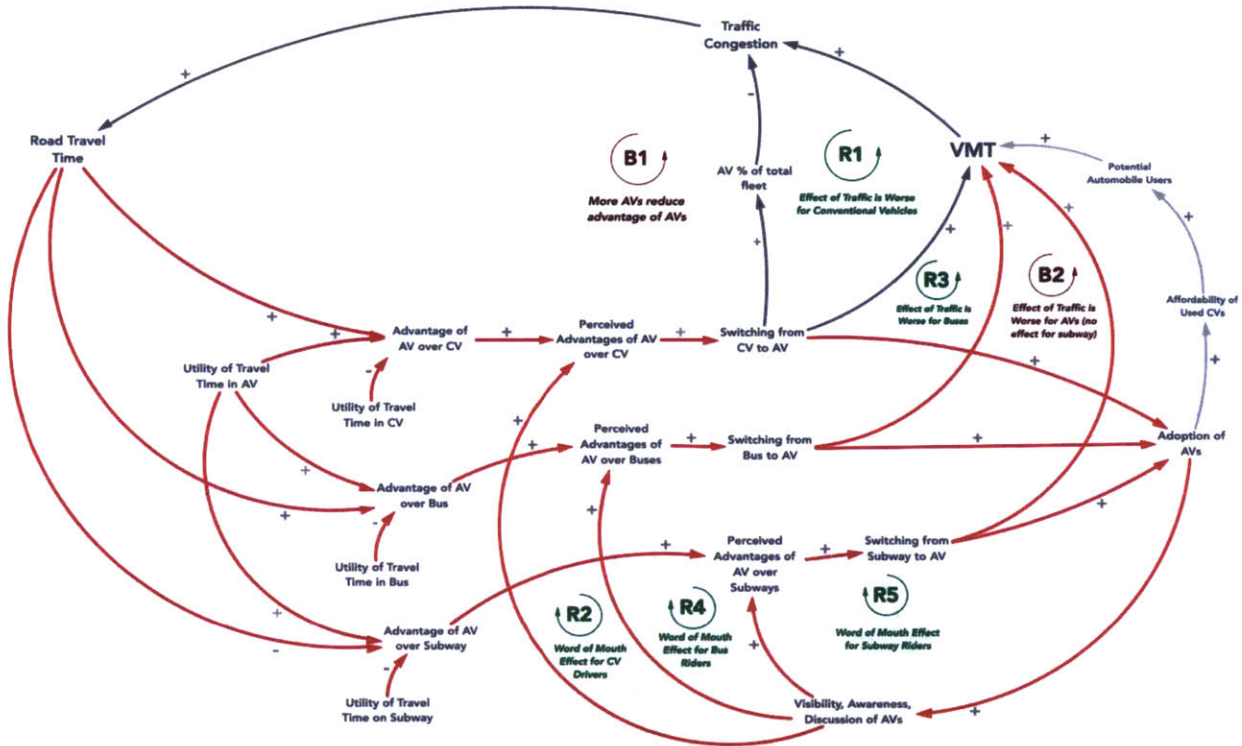 Traffic
Congestion
+
+
Road Travel
Time
-
B1
More AVs reduce
advantage of AVs
AV % of total
fleet
R1
Effect of Traffic is Worse
for Conventional Vehicles
VMT
+
Potential
Automobile Users
+
+
+
+
+
R3
Effect of Traffic is
Worse for Buses
B2
Effect of Traffic is
Worse for AVs (no
effect for subway)
Affordability of
Used CVs
+
+
+
Advantage of
AV over CV
+
Perceived
Advantages of AV
over CV
+
Switching from
CV to AV
+
+
Utility of Travel
Time in AV
-
Utility of Travel
Time in CV
+
Perceived
Advantages of
AV over Buses
+
+
Switching from
Bus to AV
+
Adoption of
AVs
+
Advantage of AV
over Bus
+
-
+
+
Utility of Travel
Time in Bus
+
Perceived
Advantages of
AV over
Subways
+
Switching from
Subway to AV
+
-
Advantage of AV
over Subway
-
Utility of Travel
Time on Subway
R2
Word of Mouth
Effect for CV
Drivers
R4
Word of Mouth
Effect for Bus
Riders
R5
Word of Mouth Effect
for Subway Riders
+
Visibility, Awareness,
Discussion of AVs
+